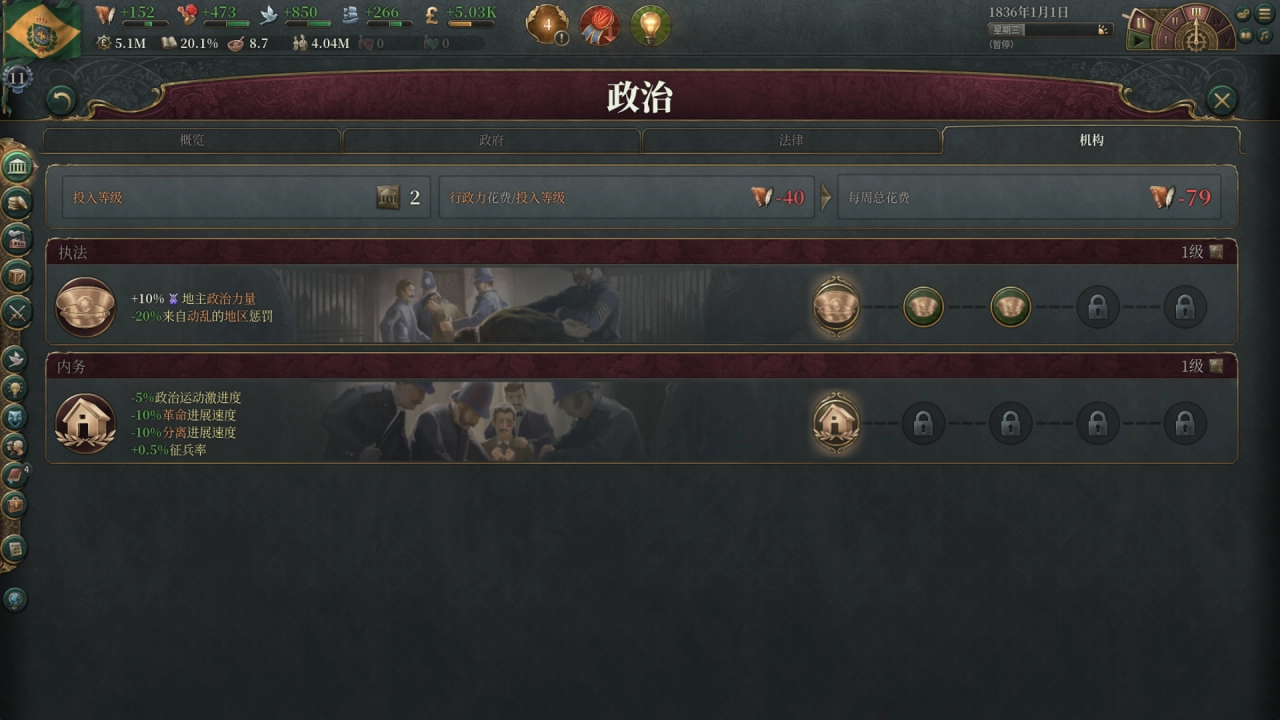 +152 +473 +850 +266 +5.03K
5.1M 20.1% 8.7 4.04M 0 0
4
1836年1月1日
星期三
(暂停)
11
政治
概览 政府 法律 机构
投入等级 2 行政力花费/投入等级 -40 每周总花费 -79
执法 1级
+10% 地主政治力量
-20%来自动乱的地区惩罚
内务 1级
-5%政治运动激进度
-10%革命进展速度
-10%分离进展速度
+0.5%征兵率
4